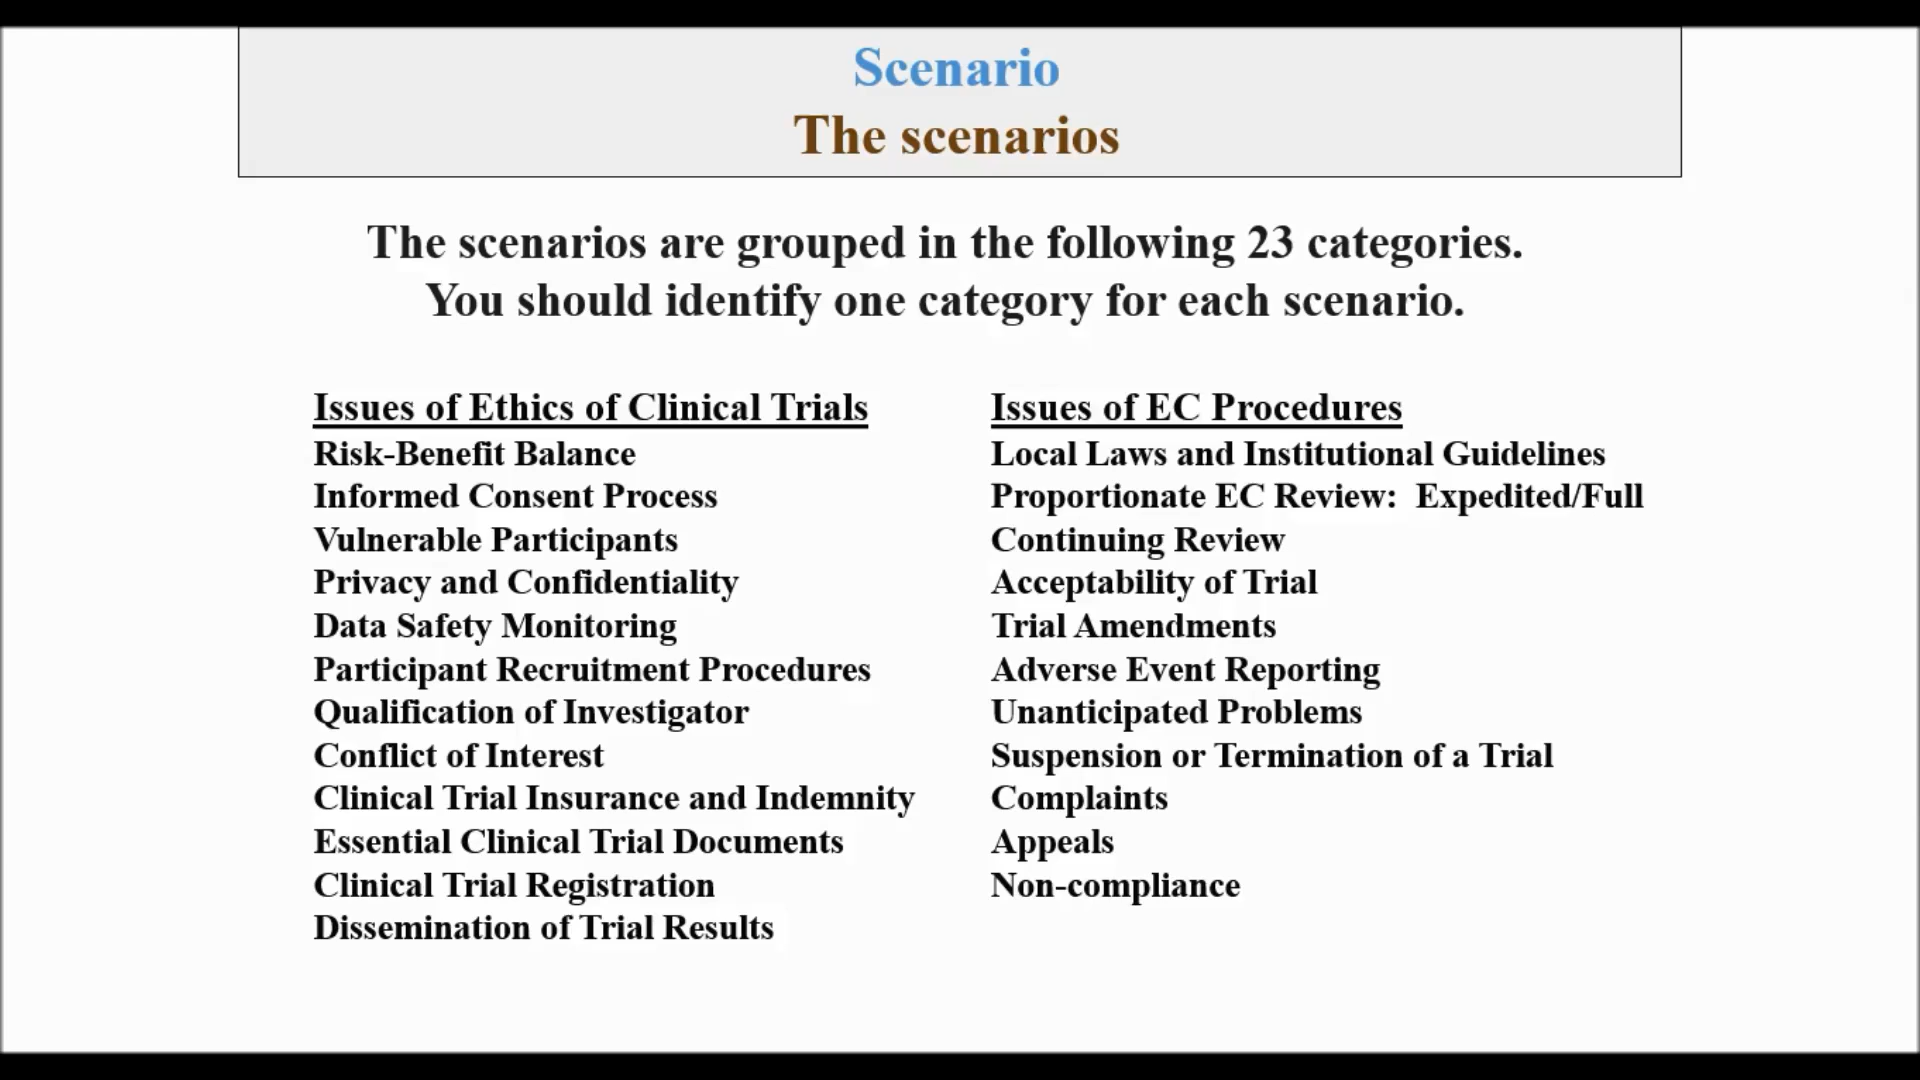 Scenario
The scenarios
The scenarios are grouped in the following 23 categories.
You should identify one category for each scenario.
Issues of Ethics of Clinical Trials
Risk-Benefit Balance
Informed Consent Process
Vulnerable Participants
Privacy and Confidentiality
Data Safety Monitoring
Participant Recruitment Procedures
Qualification of Investigator
Conflict of Interest
Clinical Trial Insurance and Indemnity
Essential Clinical Trial Documents
Clinical Trial Registration
Dissemination of Trial Results
Issues of EC Procedures
Local Laws and Institutional Guidelines
Proportionate EC Review:  Expedited/Full
Continuing Review
Acceptability of Trial
Trial Amendments
Adverse Event Reporting
Unanticipated Problems
Suspension or Termination of a Trial
Complaints
Appeals
Non-compliance